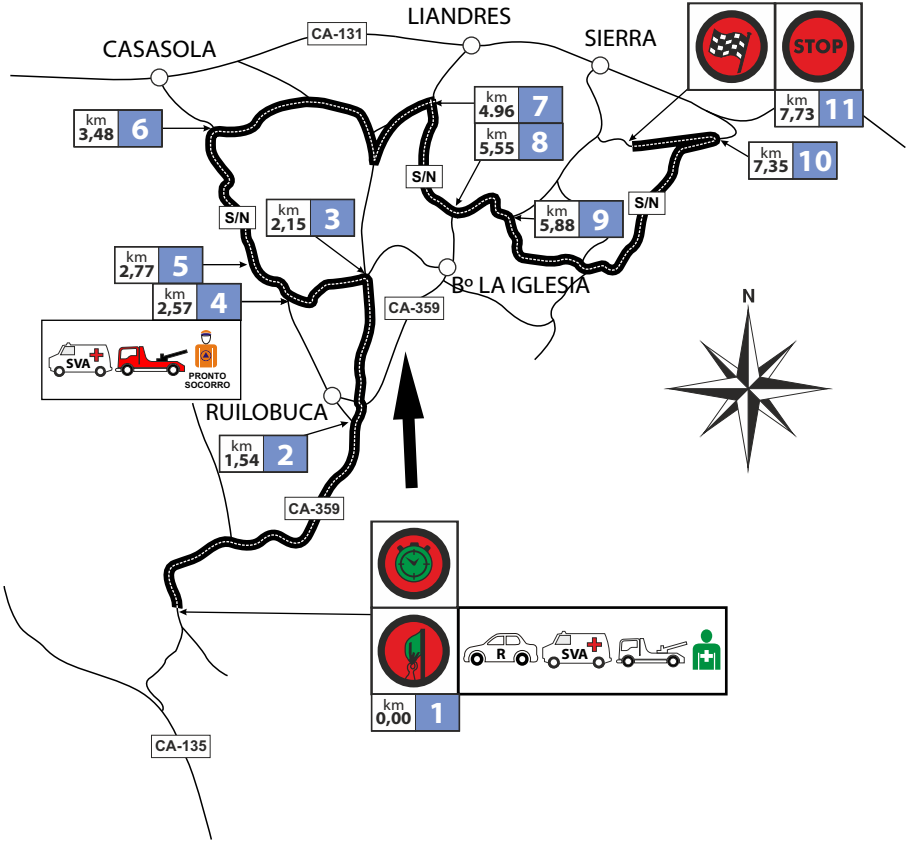 LIANDRES
CA-131
SIERRA
CASASOLA
STOP
km 7,73 11
km 3,48 6
km 4.96 7
km 5,55 8
km 7,35 10
S/N
S/N
S/N
km 2,15 3
km 5,88 9
km 2,77 5
km 2,57 4
Bº LA IGLESIA
CA-359
N
SVA
PRONTO
SOCORRO
RUILOBUCA
km 1,54 2
CA-359
R
SVA
km 0,00 1
CA-135